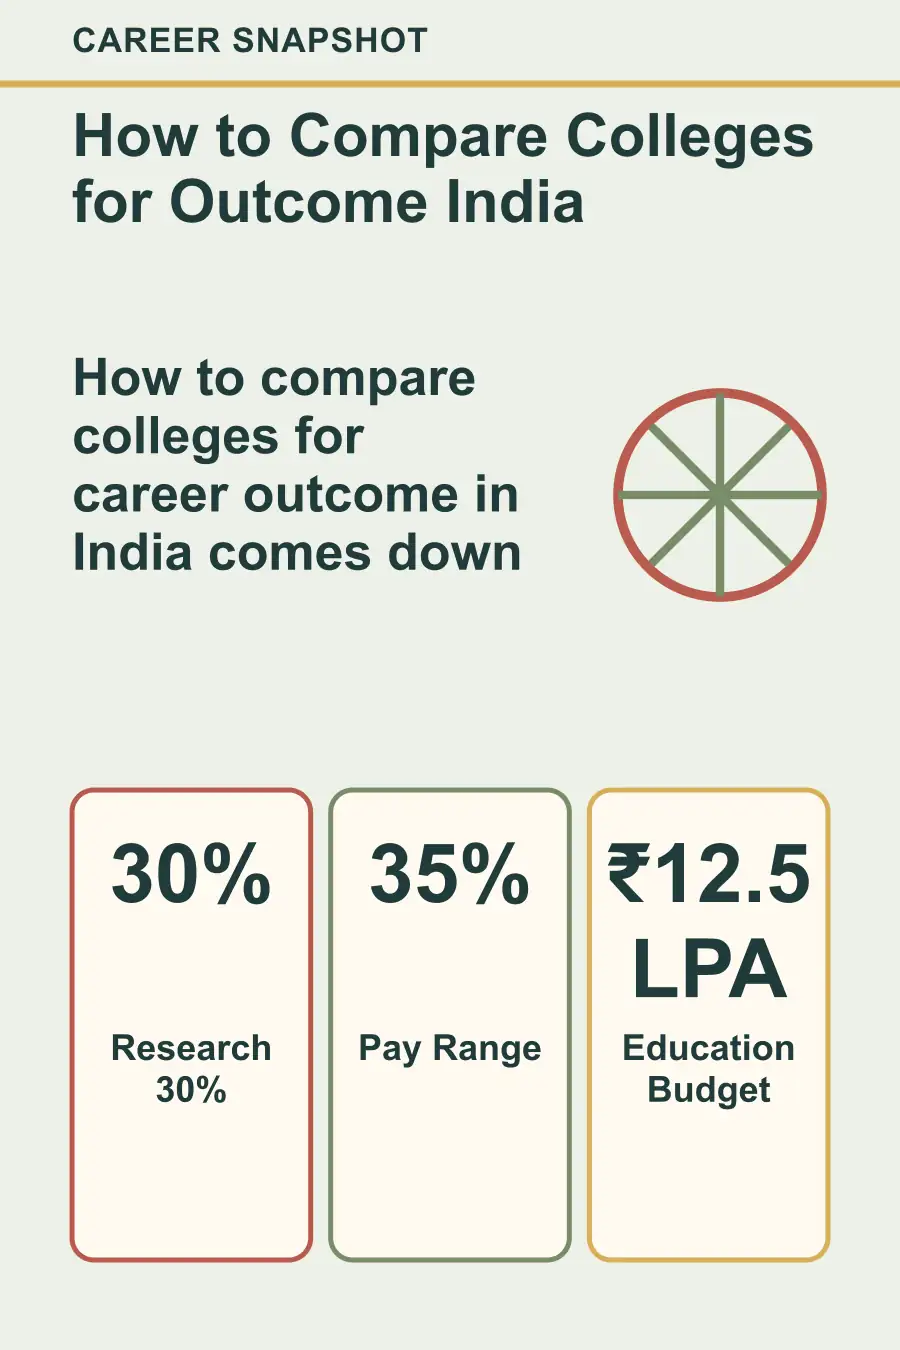 CAREER SNAPSHOT
How to Compare Colleges
for Outcome India
How to compare
colleges for
career outcome in
India comes down
30%
Research
30%
35%
Pay Range
₹12.5
LPA
Education
Budget